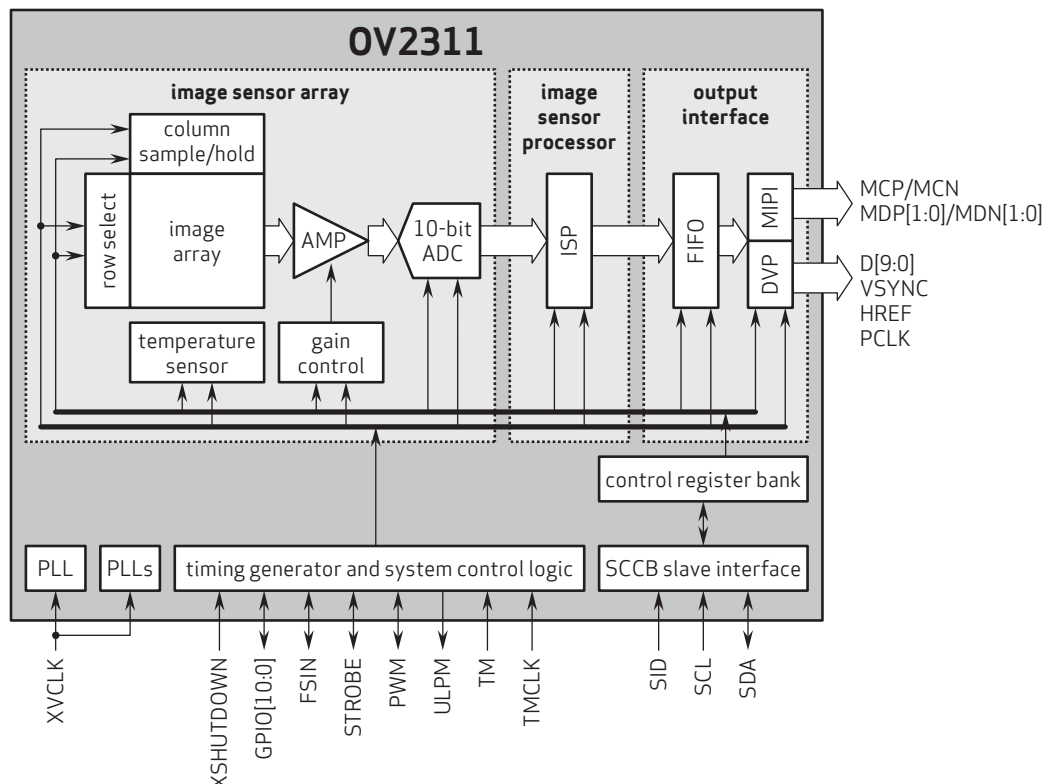 OV2311
image sensor array
image
sensor
processor
output
interface
column
sample/hold
row select
image
array
AMP
10-bit
ADC
ISP
FIFO
MIPI
DVP
MCP/MCN
MDP[1:0]/MDN[1:0]
D[9:0]
VSYNC
HREF
PCLK
temperature
sensor
gain
control
control register bank
PLL
PLLs
timing generator and system control logic
SCCB slave interface
XVCLK
XSHUTDOWN
GPIO[10:0]
FSIN
STROBE
PWM
ULPM
TM
TMCLK
SID
SCL
SDA